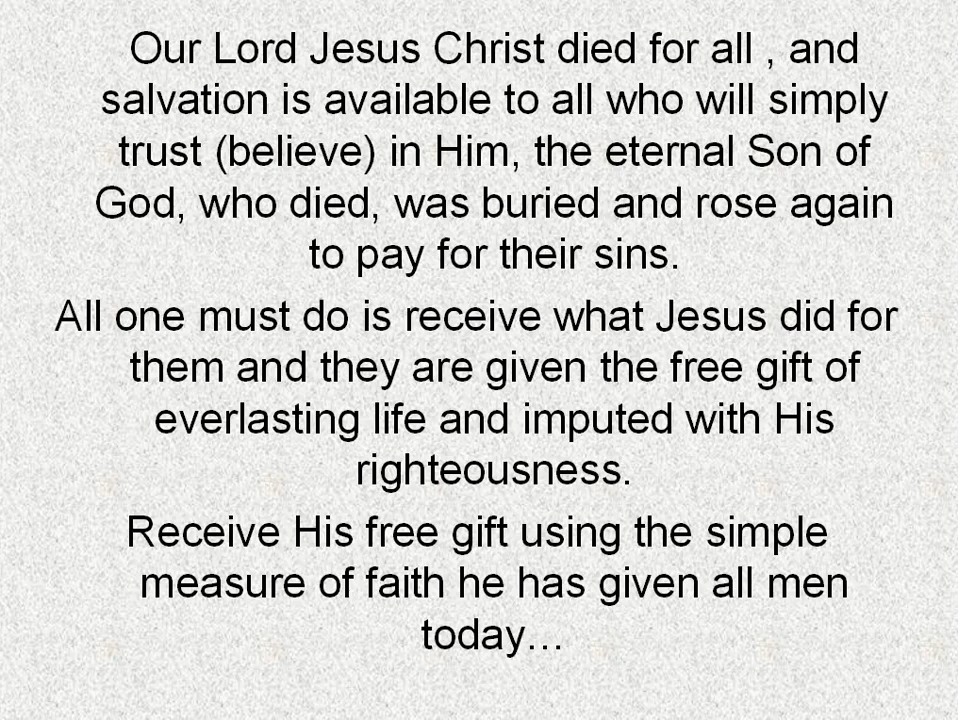 Our Lord Jesus Christ died for all , and
salvation is available to all who will simply
trust (believe) in Him, the eternal Son of
God, who died, was buried and rose again
to pay for their sins.
All one must do is receive what Jesus did for
them and they are given the free gift of
everlasting life and imputed with His
righteousness.
Receive His free gift using the simple
measure of faith he has given all men
today...